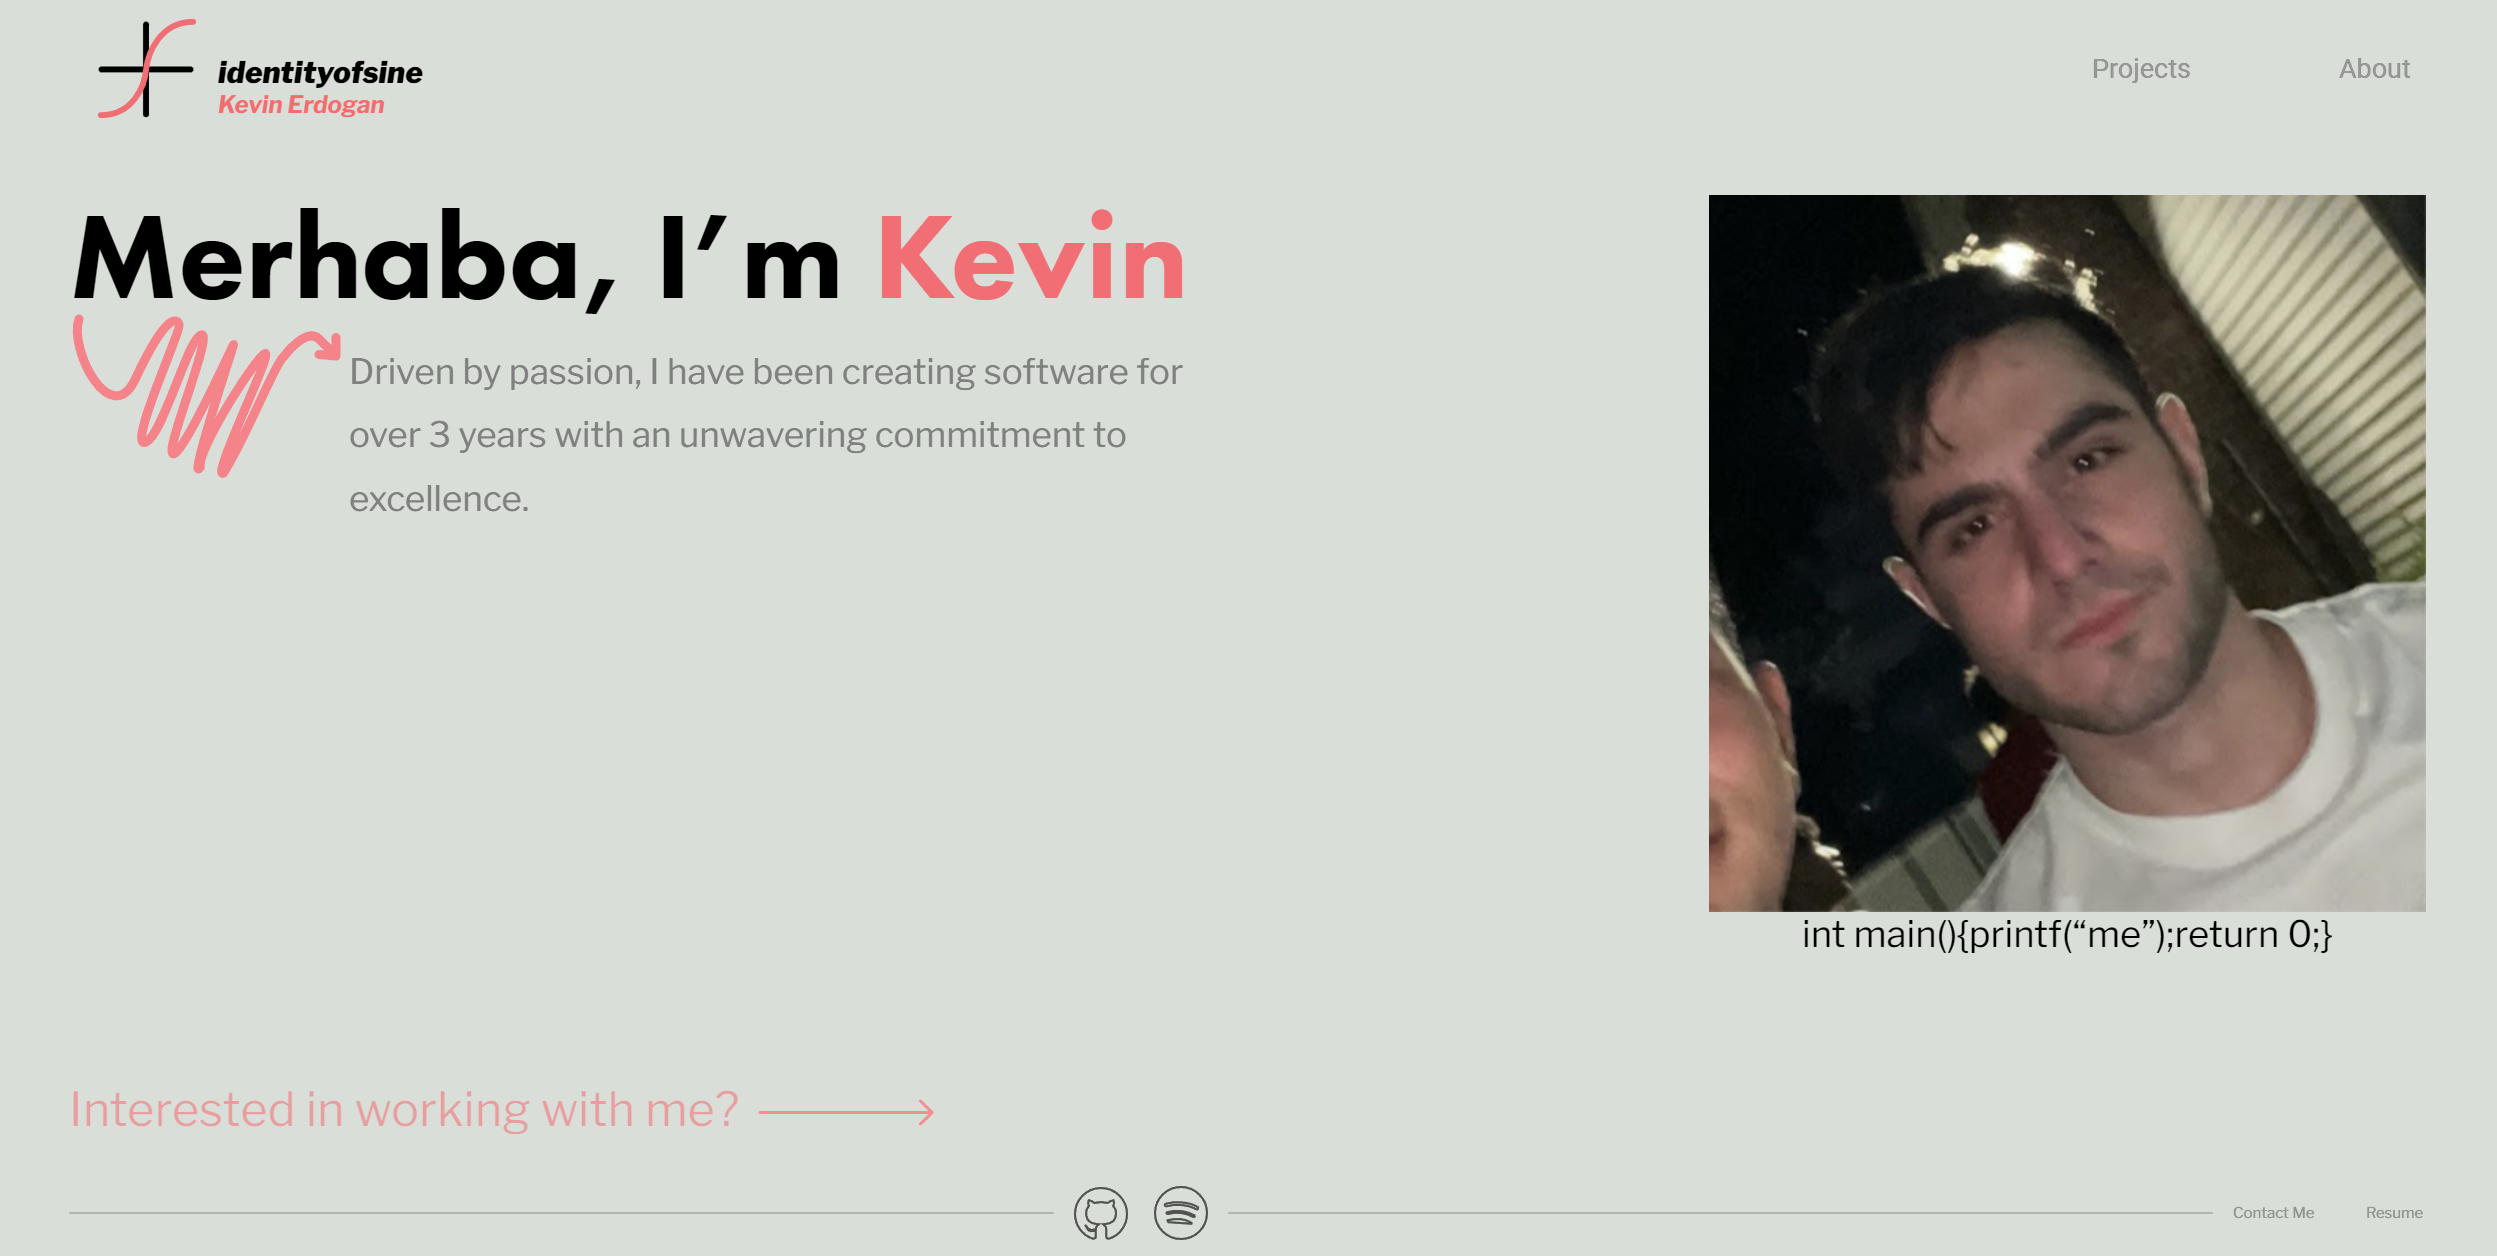 identityofsine
Kevin Erdogan
Projects
About
Merhaba, I’m Kevin
Driven by passion, I have been creating software for
over 3 years with an unwavering commitment to
excellence.
int main(){printf(“me”);return 0;}
Interested in working with me?
Contact Me
Resume